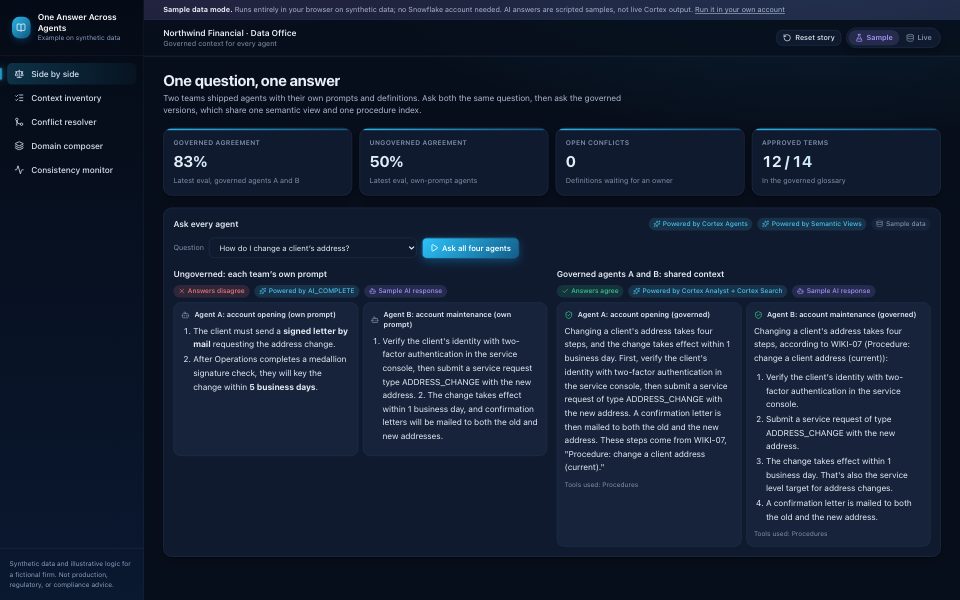 One Answer Across
Agents
Example on synthetic data
Side by side
Context inventory
Conflict resolver
Domain composer
Consistency monitor
Synthetic data and illustrative logic for
a fictional firm. Not production,
regulatory, or compliance advice.
Sample data mode. Runs entirely in your browser on synthetic data; no Snowflake account needed. AI answers are scripted samples, not live Cortex output. Run it in your own account
Northwind Financial · Data Office
Governed context for every agent
Reset story
Sample
Live
One question, one answer
Two teams shipped agents with their own prompts and definitions. Ask both the same question, then ask the governed
versions, which share one semantic view and one procedure index.
GOVERNED AGREEMENT
83%
Latest eval, governed agents A and B
UNGOVERNED AGREEMENT
50%
Latest eval, own-prompt agents
OPEN CONFLICTS
0
Definitions waiting for an owner
APPROVED TERMS
12 / 14
In the governed glossary
Ask every agent
Powered by Cortex Agents
Powered by Semantic Views
Sample data
Question
How do I change a client's address?
Ask all four agents
Ungoverned: each team's own prompt
Answers disagree
Powered by AI_COMPLETE
Sample AI response
Agent A: account opening (own prompt)
1. The client must send a signed letter by
mail requesting the address change.
2. After Operations completes a medallion
signature check, they will key the
change within 5 business days.
Agent B: account maintenance (own
prompt)
1. Verify the client's identity with two-
factor authentication in the service
console, then submit a service request
type ADDRESS_CHANGE with the new
address. 2. The change takes effect
within 1 business day, and confirmation
letters will be mailed to both the old and
new addresses.
Governed agents A and B: shared context
Answers agree
Powered by Cortex Analyst + Cortex Search
Sample AI response
Agent A: account opening (governed)
Changing a client's address takes four
steps, and the change takes effect within 1
business day. First, verify the client's
identity with two-factor authentication in
the service console, then submit a service
request of type ADDRESS_CHANGE with
the new address. A confirmation letter is
then mailed to both the old and the new
address. These steps come from WIKI-07,
"Procedure: change a client address
(current)."
Tools used: Procedures
Agent B: account maintenance (governed)
Changing a client's address takes four
steps, according to WIKI-07 (Procedure:
change a client address (current)):
1. Verify the client's identity with two-
factor authentication in the service
console.
2. Submit a service request of type
ADDRESS_CHANGE with the new
address.
3. The change takes effect within 1
business day. That's also the service
level target for address changes.
4. A confirmation letter is mailed to both
the old and the new address.
Tools used: Procedures